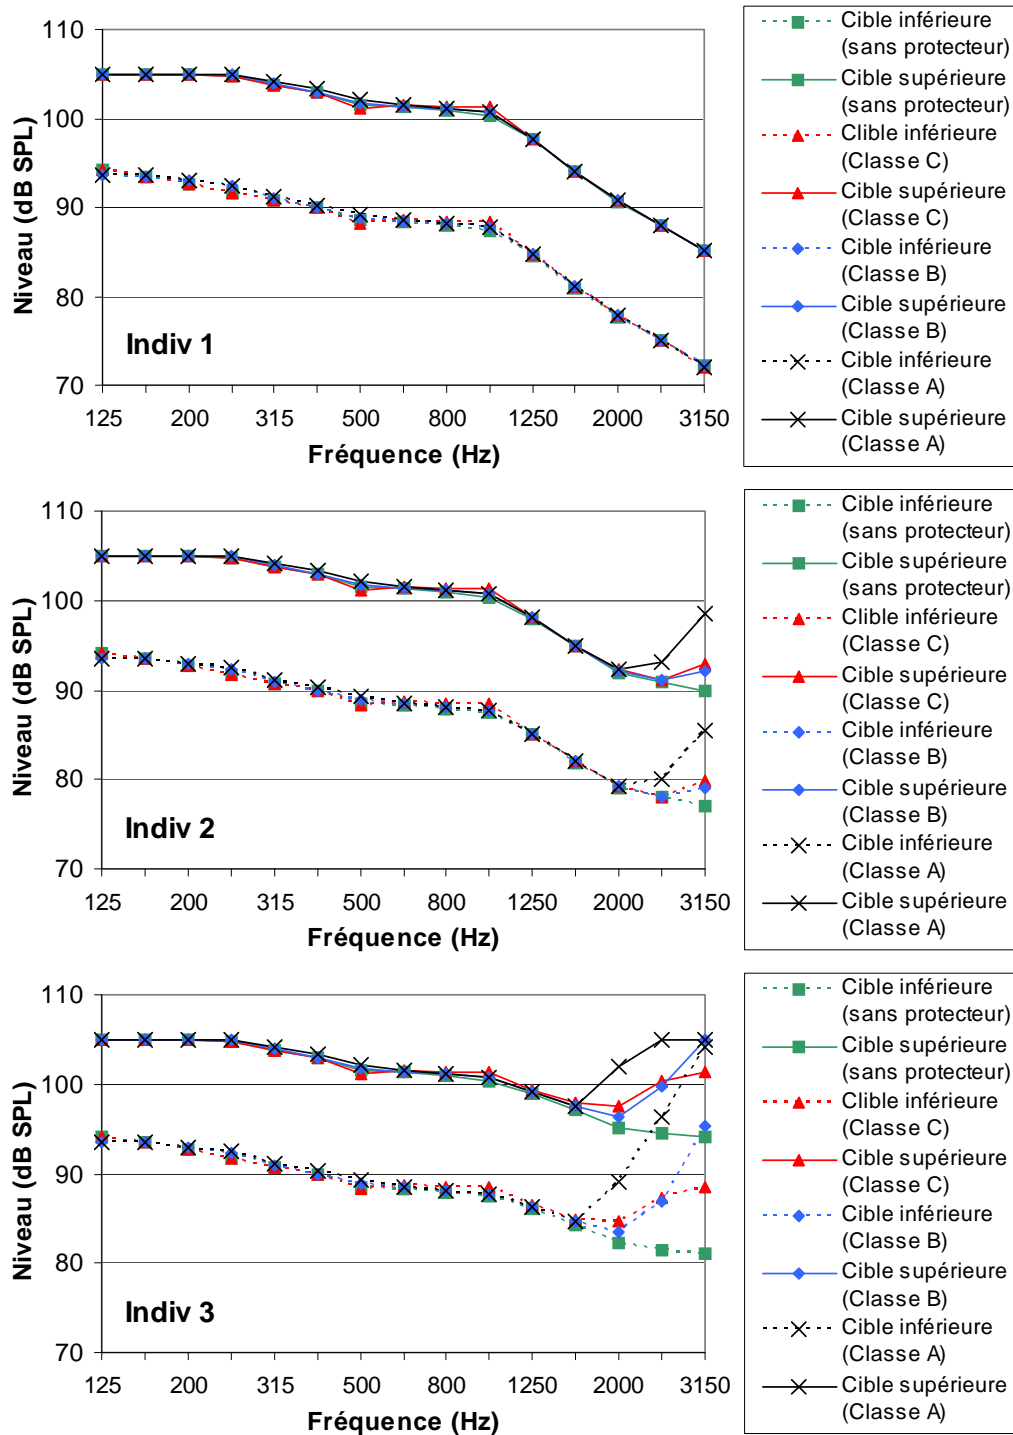 110
100
90
80
70
Niveau (dB SPL)
Indiv 1
125 200 315 500 800 1250 2000 3150
Fréquence (Hz)
Cible inférieure
(sans protecteur)
Cible supérieure
(sans protecteur)
Clible inférieure
(Classe C)
Cible supérieure
(Classe C)
Cible inférieure
(Classe B)
Cible supérieure
(Classe B)
Cible inférieure
(Classe A)
Cible supérieure
(Classe A)
110
100
90
80
70
Niveau (dB SPL)
Indiv 2
125 200 315 500 800 1250 2000 3150
Fréquence (Hz)
Cible inférieure
(sans protecteur)
Cible supérieure
(sans protecteur)
Clible inférieure
(Classe C)
Cible supérieure
(Classe C)
Cible inférieure
(Classe B)
Cible supérieure
(Classe B)
Cible inférieure
(Classe A)
Cible supérieure
(Classe A)
110
100
90
80
70
Niveau (dB SPL)
Indiv 3
125 200 315 500 800 1250 2000 3150
Fréquence (Hz)
Cible inférieure
(sans protecteur)
Cible supérieure
(sans protecteur)
Clible inférieure
(Classe C)
Cible supérieure
(Classe C)
Cible inférieure
(Classe B)
Cible supérieure
(Classe B)
Cible inférieure
(Classe A)
Cible supérieure
(Classe A)